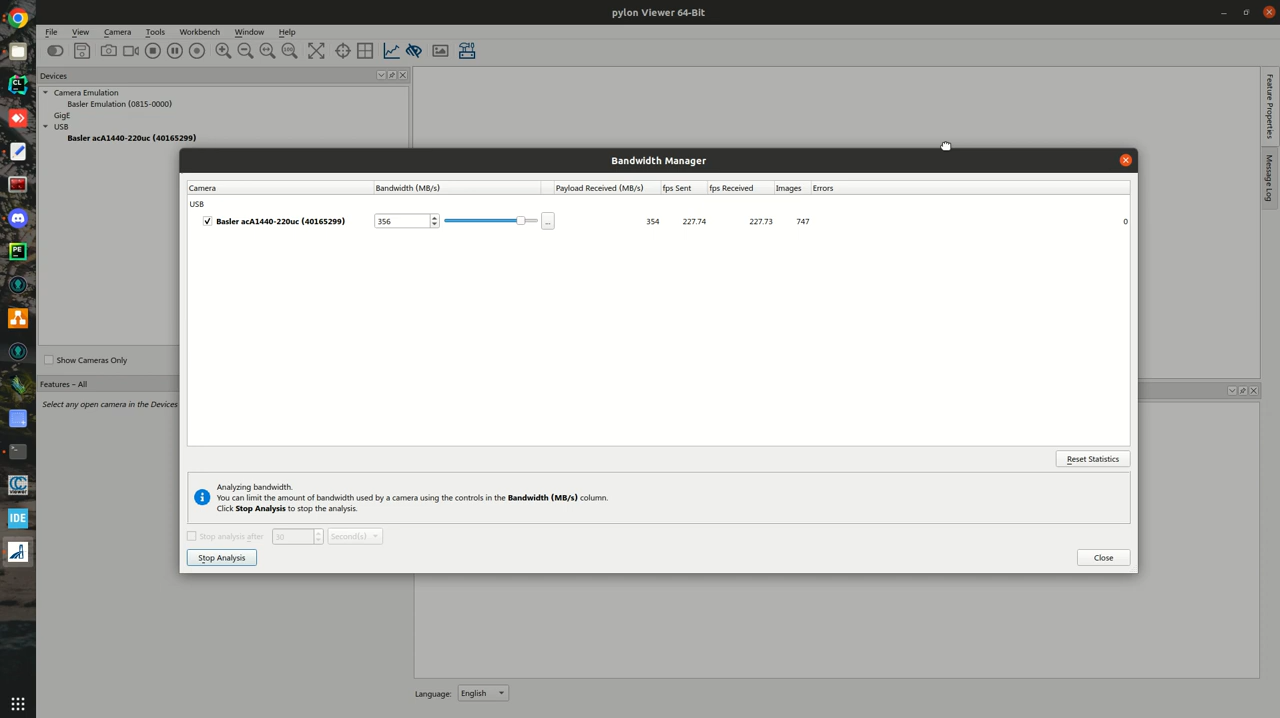 pylon Viewer 64-Bit
File View Camera Tools Workbench Window Help
Devices
Camera Emulation
Basler Emulation (0815-0000)
GigE
USB
Basler acA1440-220uc (40165299)
Feature Properties
Message Log
Bandwidth Manager
Camera Bandwidth (MB/s) Payload Received (MB/s) fps Sent fps Received Images Errors
USB
Basler acA1440-220uc (40165299) 356 ... 354 227.74 227.73 747 0
Show Cameras Only
Features - All
Select any open camera in the Devices
Reset Statistics
Analyzing bandwidth.
You can limit the amount of bandwidth used by a camera using the controls in the Bandwidth (MB/s) column.
Click Stop Analysis to stop the analysis.
Stop analysis after 30 Second(s)
Stop Analysis Close
Language: English
CL
PE
viewer
IDE